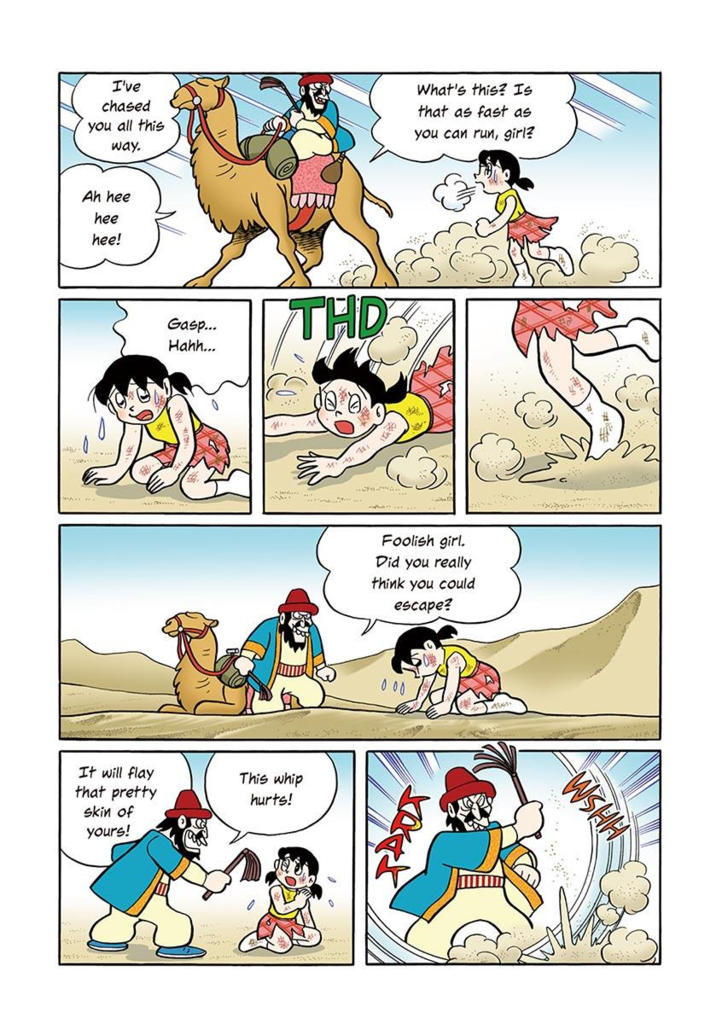 What's this? Is
that as fast as
you can run, girl?
I've
chased
you all this
way.
Ah hee
hee
hee!
THD
Gasp...
Hahh...
Foolish girl.
Did you really
think you could
escape?
WSHH
This whip
hurts!
It will flay
that pretty
skin of
yours!